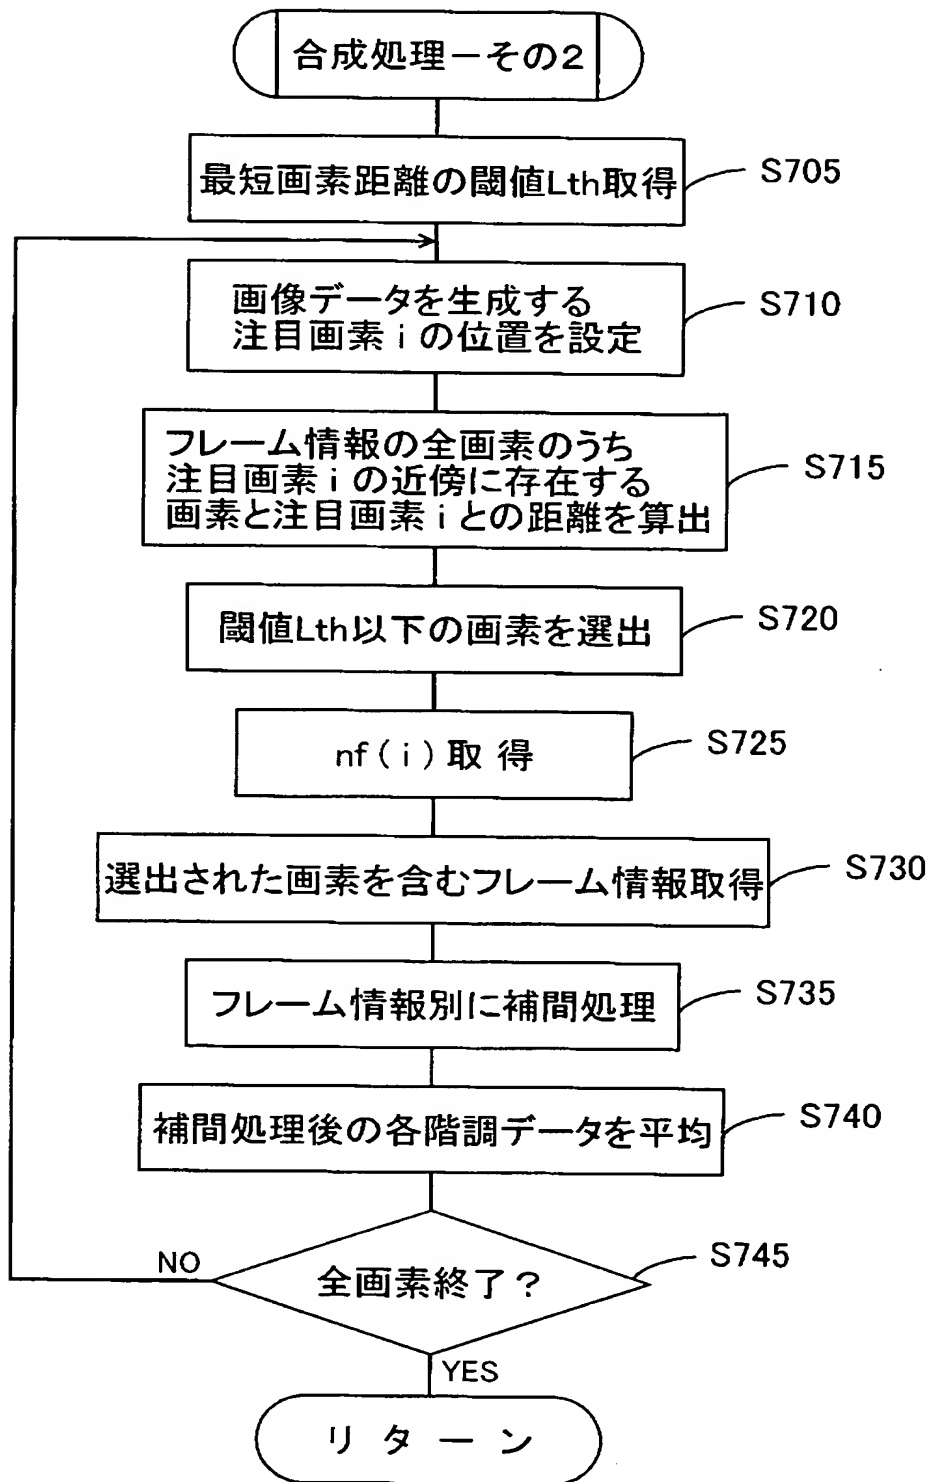 合成処理－その2
最短画素距離の閾値Lth取得
S705
画像データを生成する
注目画素iの位置を設定
S710
フレーム情報の全画素のうち
注目画素iの近傍に存在する
画素と注目画素iとの距離を算出
S715
閾値Lth以下の画素を選出
S720
nf(i)取得
S725
選出された画素を含むフレーム情報取得
S730
フレーム情報別に補間処理
S735
補間処理後の各階調データを平均
S740
全画素終了？
S745
NO
YES
リターン